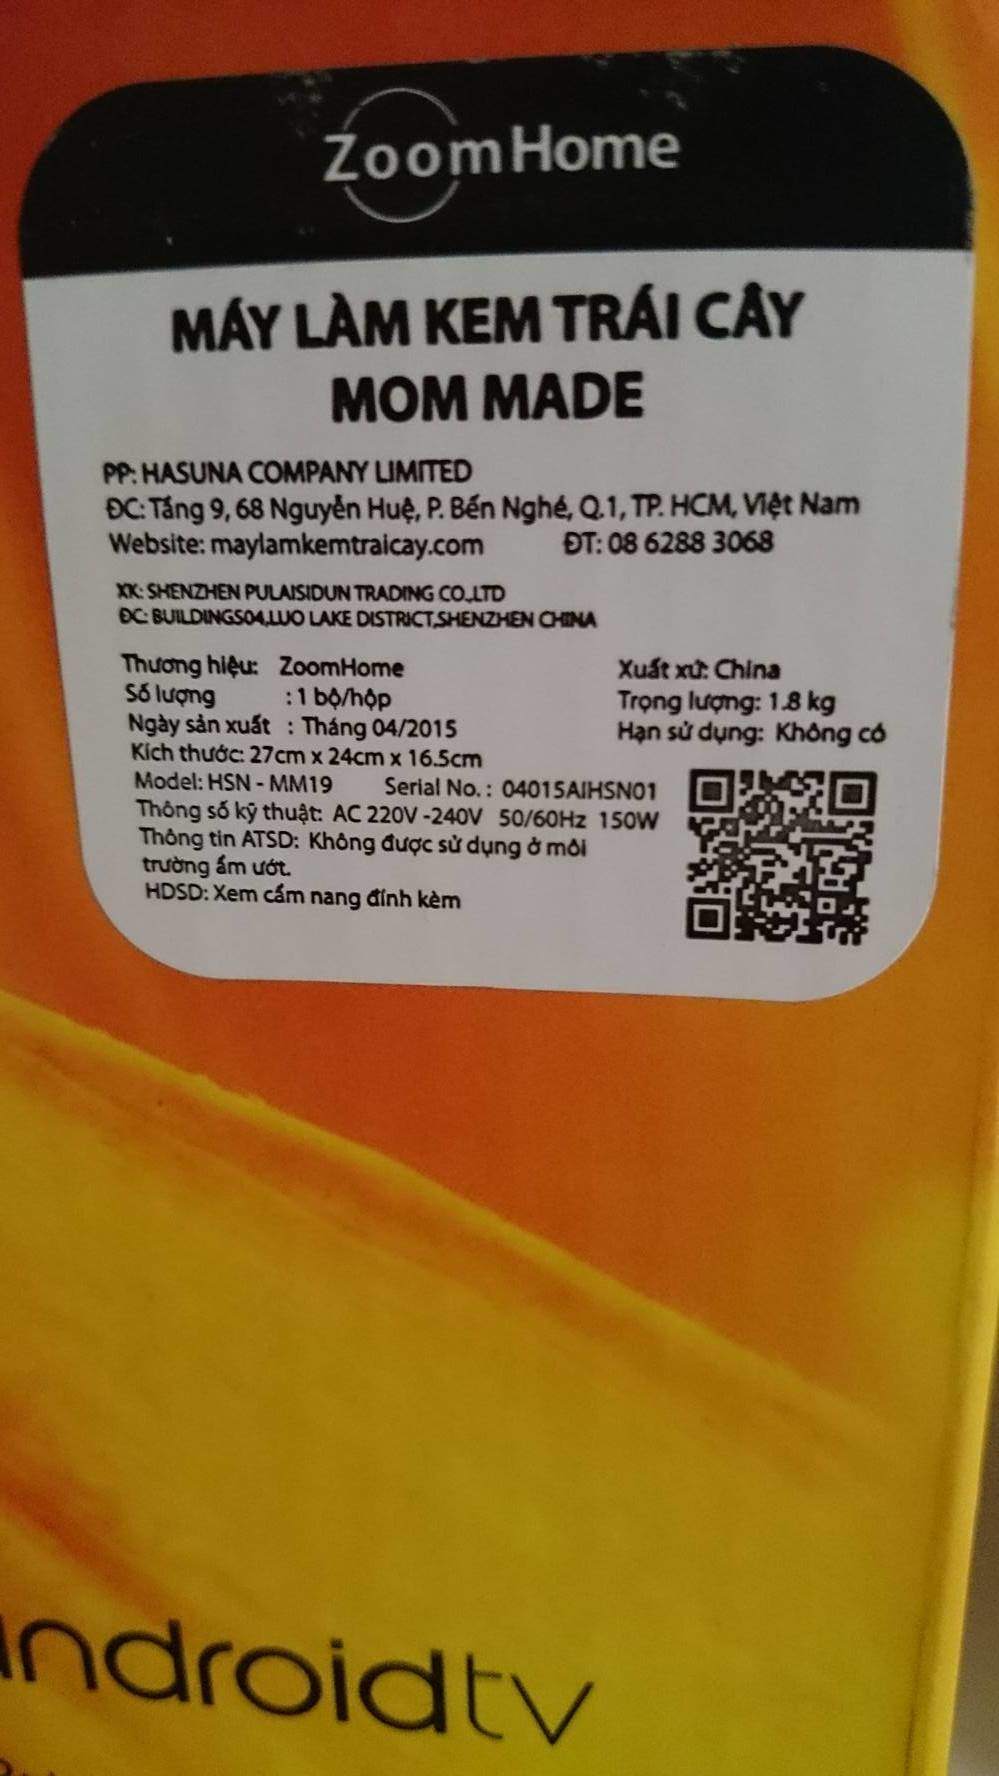 ZoomHome
MÁY LÀM KEM TRÁI CÂY
MOM MADE
PP: HASUNA COMPANY LIMITED
ĐC: Tầng 9, 68 Nguyễn Huệ, P. Bến Nghé, Q.1, TP. HCM, Việt Nam
Website: maylamkemtraicay.com ĐT: 08 6288 3068
XK: SHENZHEN PULAISIDUN TRADING CO.,LTD
ĐC: BUILDINGS04,LUO LAKE DISTRICT,SHENZHEN CHINA
Thương hiệu: ZoomHome Xuất xứ: China
Số lượng : 1 bộ/hộp Trọng lượng: 1.8 kg
Ngày sản xuất : Tháng 04/2015 Hạn sử dụng: Không có
Kích thước: 27cm x 24cm x 16.5cm
Model: HSN - MM19 Serial No. : 04015AIHSN01
Thông số kỹ thuật: AC 220V -240V 50/60Hz 150W
Thông tin ATSD: Không được sử dụng ở môi
trường ẩm ướt.
HDSD: Xem cẩm nang đính kèm
androidtv